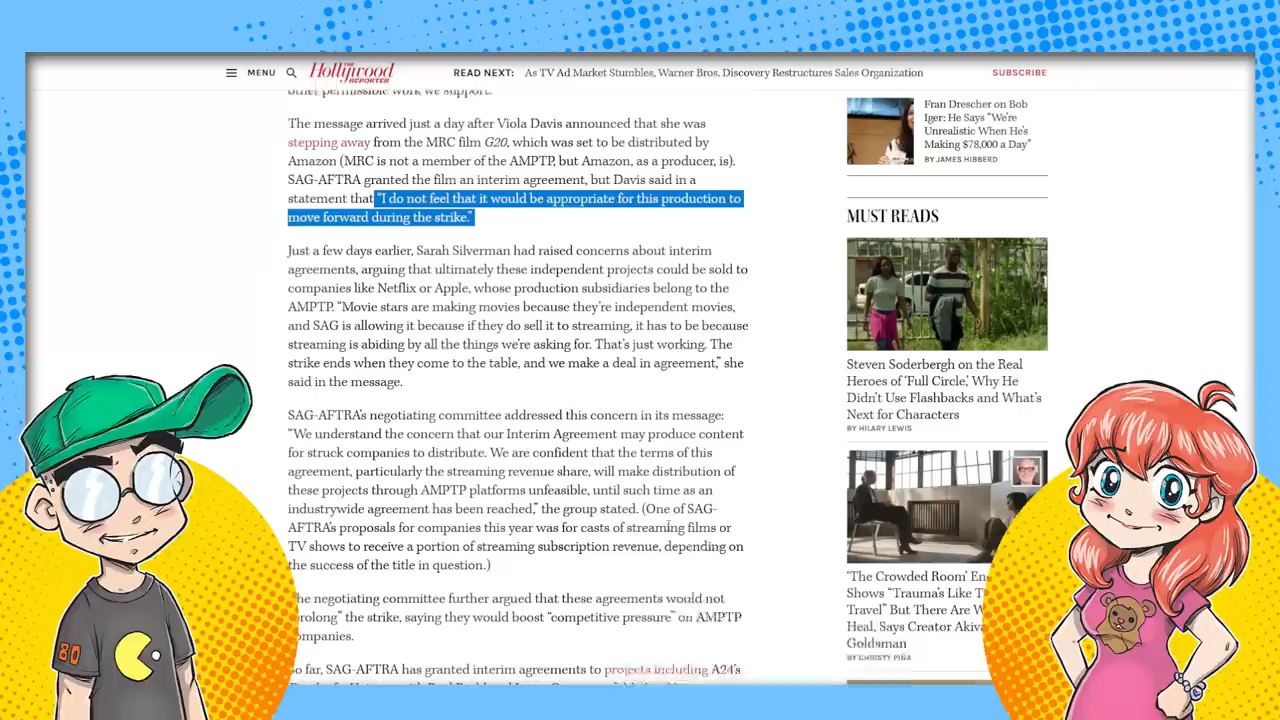 MENU
THE
Hollywood
REPORTER
READ NEXT: As TV Ad Market Stumbles, Warner Bros. Discovery Restructures Sales Organization
SUBSCRIBE
other permissible work we support.
The message arrived just a day after Viola Davis announced that she was
stepping away from the MRC film G20, which was set to be distributed by
Amazon (MRC is not a member of the AMPTP, but Amazon, as a producer, is).
SAG-AFTRA granted the film an interim agreement, but Davis said in a
statement that “I do not feel that it would be appropriate for this production to
move forward during the strike.”
Just a few days earlier, Sarah Silverman had raised concerns about interim
agreements, arguing that ultimately these independent projects could be sold to
companies like Netflix or Apple, whose production subsidiaries belong to the
AMPTP. “Movie stars are making movies because they’re independent movies,
and SAG is allowing it because if they do sell it to streaming, it has to be because
streaming is abiding by all the things we’re asking for. That’s just working. The
strike ends when they come to the table, and we make a deal in agreement,” she
said in the message.
SAG-AFTRA’s negotiating committee addressed this concern in its message:
“We understand the concern that our Interim Agreement may produce content
for struck companies to distribute. We are confident that the terms of this
agreement, particularly the streaming revenue share, will make distribution of
these projects through AMPTP platforms unfeasible, until such time as an
industrywide agreement has been reached,” the group stated. (One of SAG-
AFTRA’s proposals for companies this year was for casts of streaming films or
TV shows to receive a portion of streaming subscription revenue, depending on
the success of the title in question.)
he negotiating committee further argued that these agreements would not
prolong” the strike, saying they would boost “competitive pressure” on AMPTP
ompanies.
So far, SAG-AFTRA has granted interim agreements to projects including A24’s
Fran Drescher on Bob
Iger: He Says “We’re
Unrealistic When He’s
Making $78,000 a Day”
BY JAMES HIBBERD
MUST READS
Steven Soderbergh on the Real
Heroes of ‘Full Circle,’ Why He
Didn’t Use Flashbacks and What’s
Next for Characters
BY HILARY LEWIS
‘The Crowded Room’ En
Shows “Trauma’s Like T
Travel” But There Are W
Heal, Says Creator Akiva
Goldsman
BY CHRISTY PIÑA
80